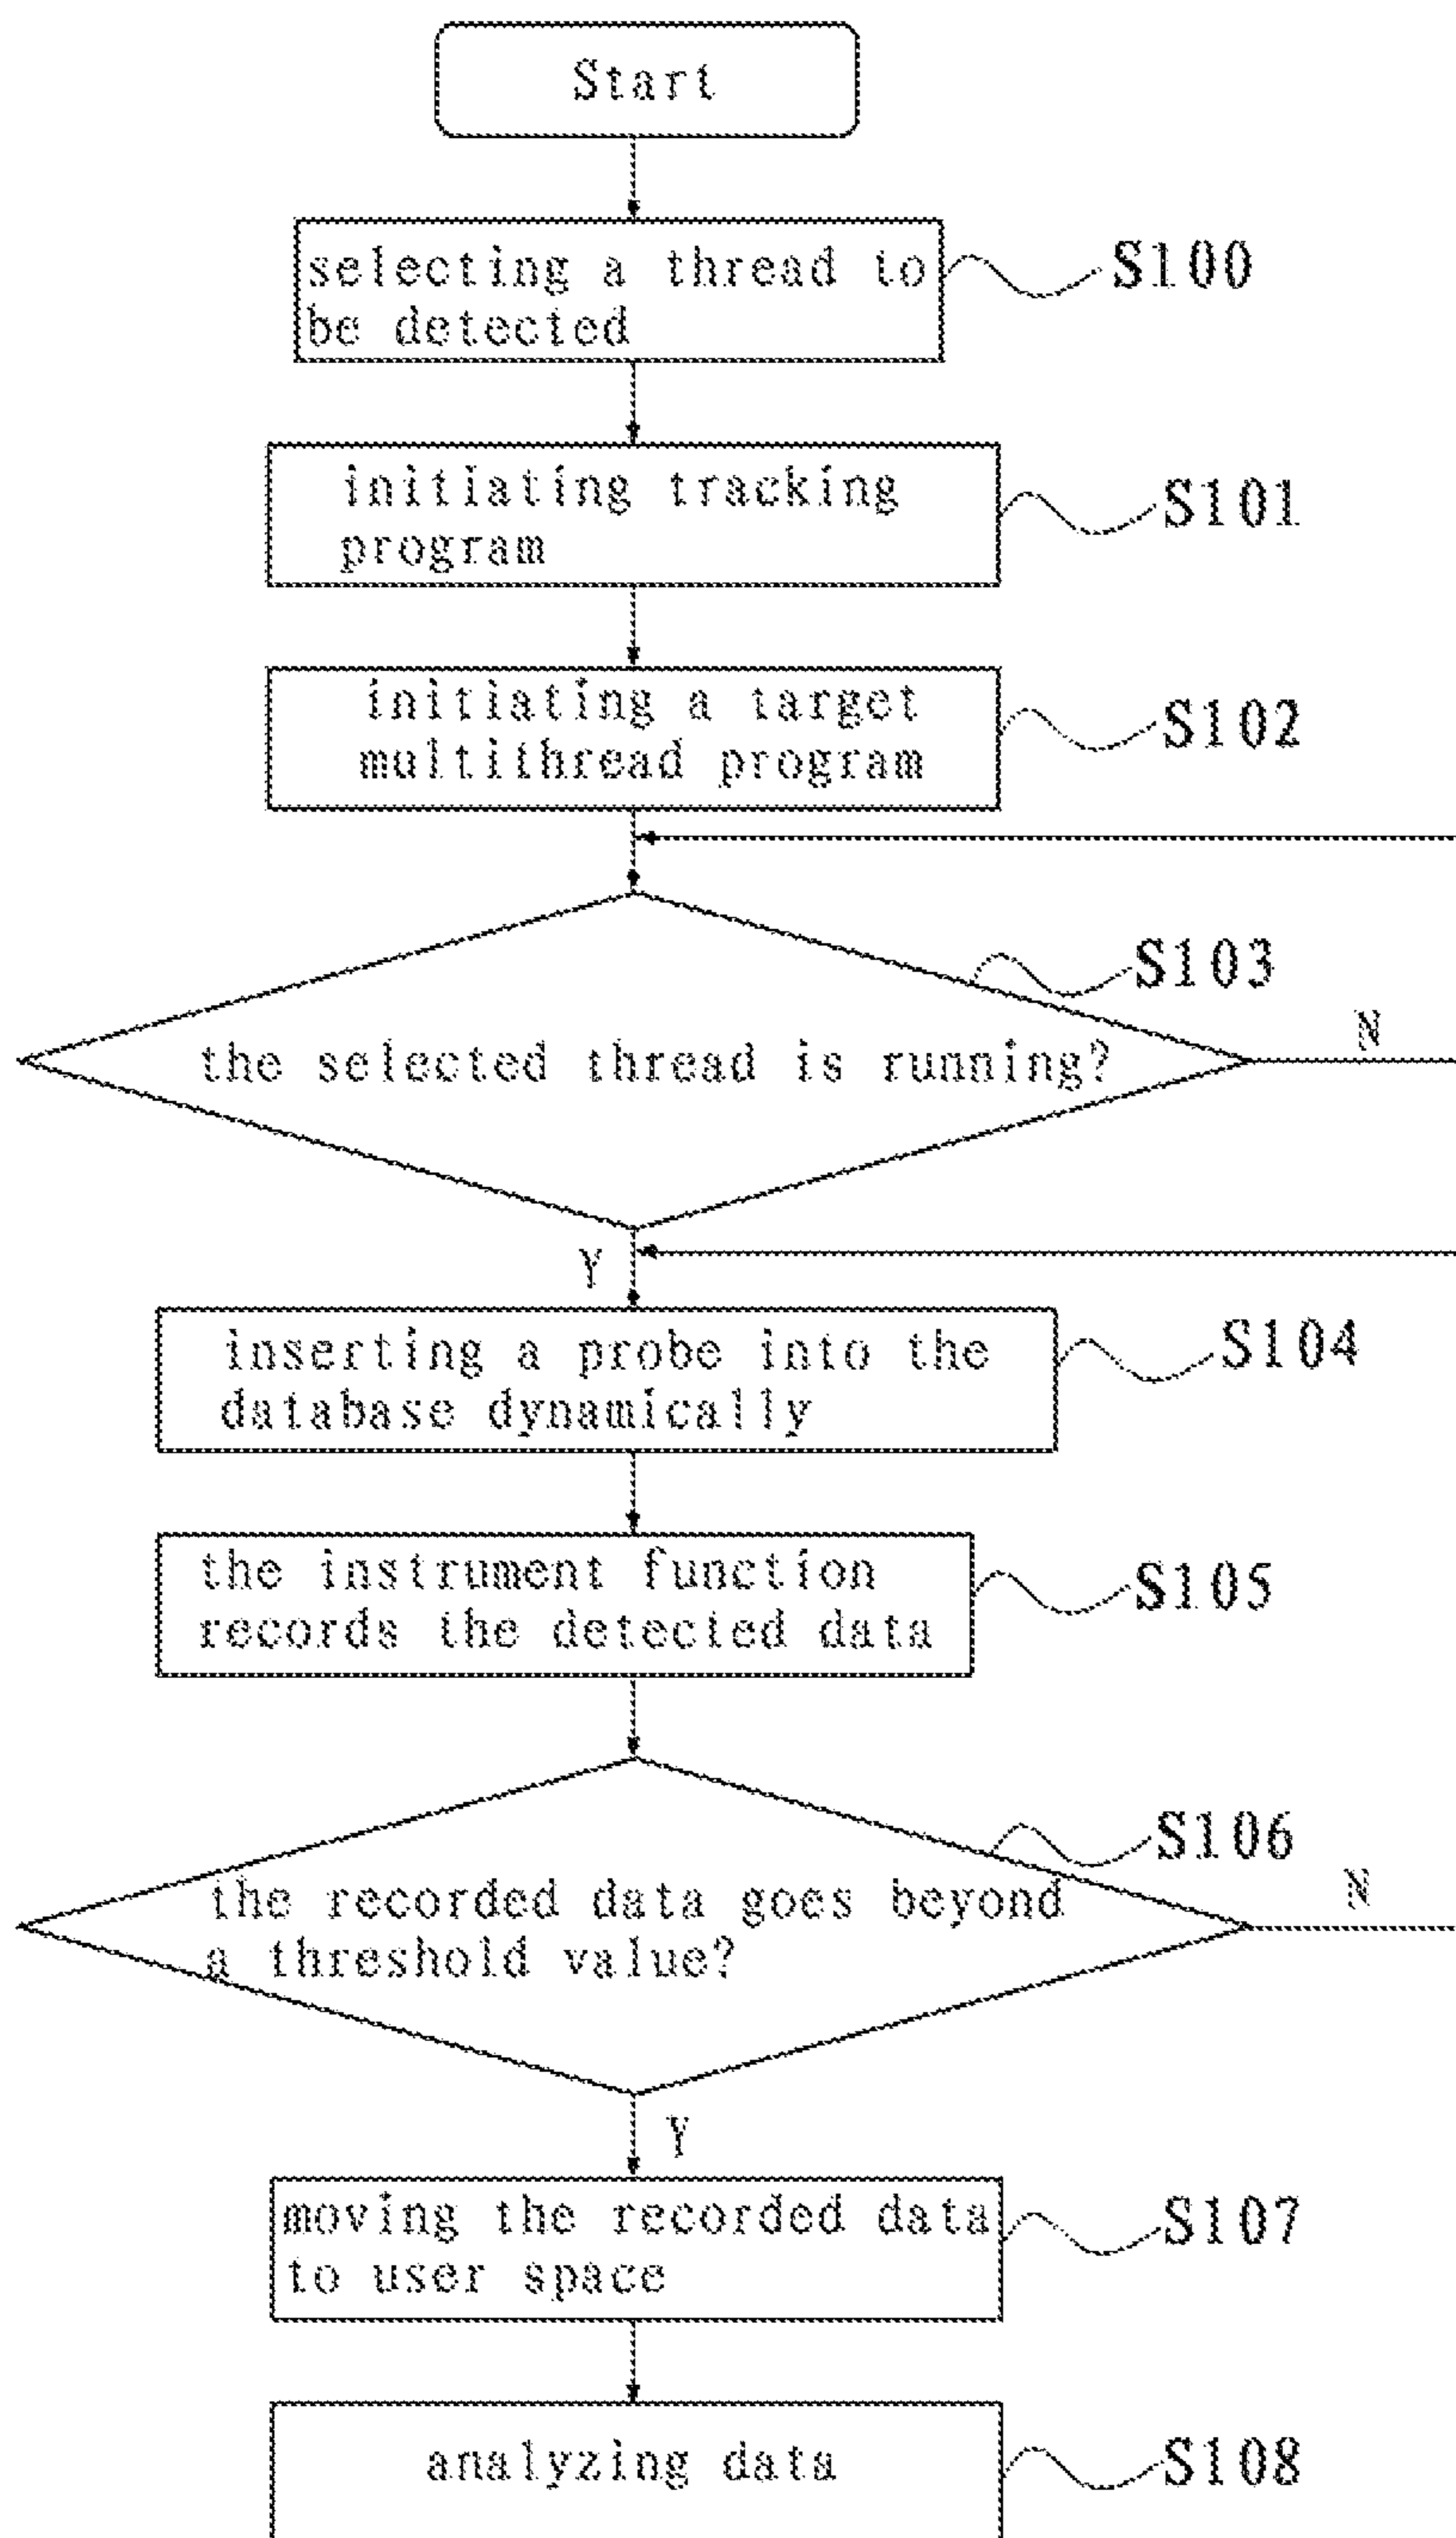 Start
selecting a thread to
be detected
S100
initiating tracking
program
S101
initiating a target
multithread program
S102
S103
the selected thread is running?
N
Y
inserting a probe into the
database dynamically
S104
the instrument function
records the detected data
S105
S106
the recorded data goes beyond
a threshold value?
N
Y
moving the recorded data
to user space
S107
analyzing data
S108